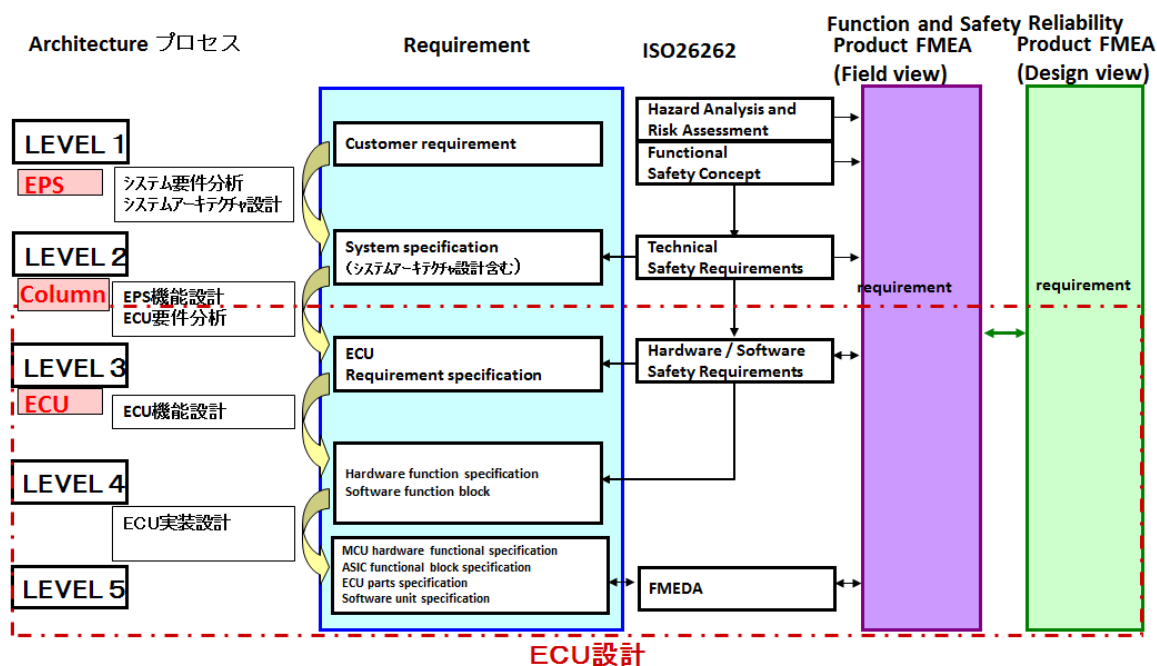 Architecture プロセス
Requirement
ISO26262
Function and Safety
Product FMEA
(Field view)
Reliability
Product FMEA
(Design view)
LEVEL 1
EPS
システム要件分析
システムアーキテクチャ設計
Customer requirement
Hazard Analysis and
Risk Assessment
Functional
Safety Concept
LEVEL 2
Column
EPS機能設計
ECU要件分析
System specification
(システムアーキテクチャ設計含む)
Technical
Safety Requirements
requirement
requirement
LEVEL 3
ECU
ECU機能設計
ECU
Requirement specification
Hardware / Software
Safety Requirements
LEVEL 4
ECU実装設計
Hardware function specification
Software function block
LEVEL 5
MCU hardware functional specification
ASIC functional block specification
ECU parts specification
Software unit specification
FMEDA
ECU設計